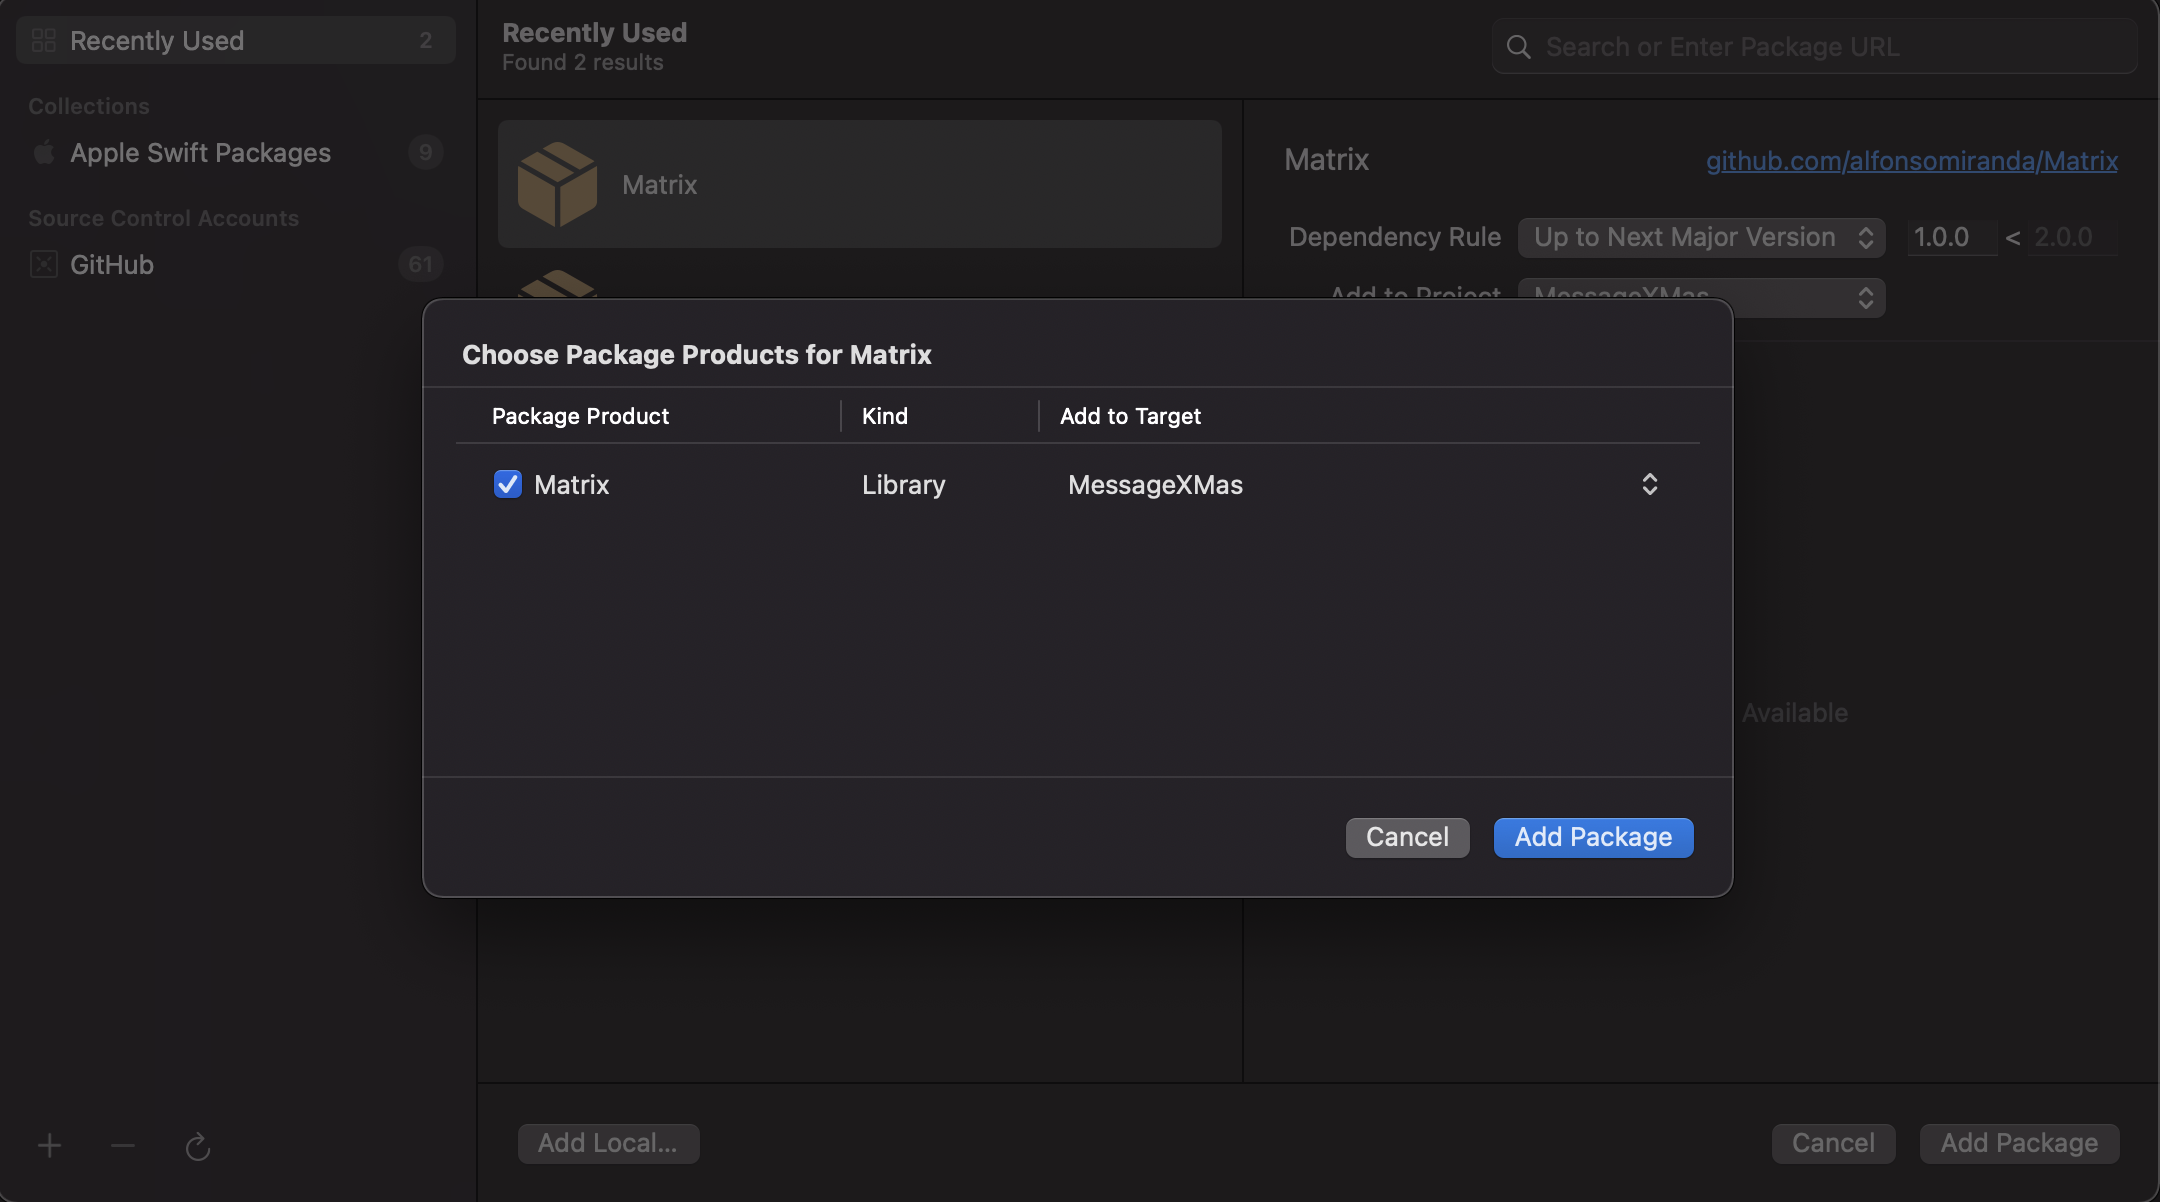 Recently Used 2
Collections
Apple Swift Packages 9
Source Control Accounts
GitHub 61
Recently Used
Found 2 results
Search or Enter Package URL
Matrix
Matrix github.com/alfonsomiranda/Matrix
Dependency Rule Up to Next Major Version 1.0.0 < 2.0.0
Add to Project MessageXMas
Choose Package Products for Matrix
Package Product Kind Add to Target
Matrix Library MessageXMas
Available
Cancel Add Package
Add Local... Cancel Add Package